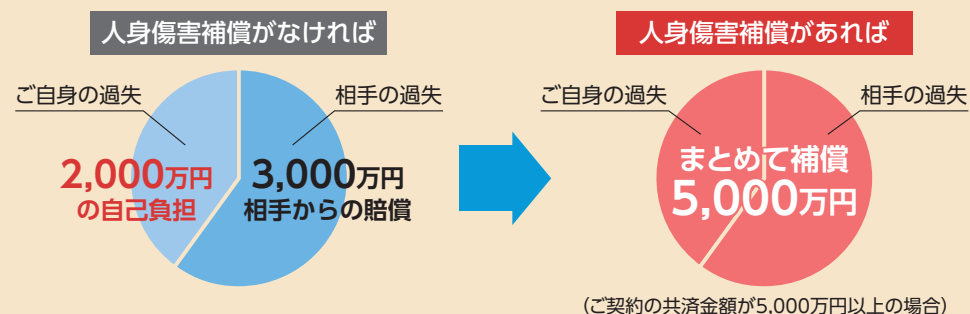 人身傷害補償がなければ
ご自身の過失
相手の過失
2,000万円
の自己負担
3,000万円
相手からの賠償
人身傷害補償があれば
ご自身の過失
相手の過失
まとめて補償
5,000万円
(ご契約の共済金額が5,000万円以上の場合)